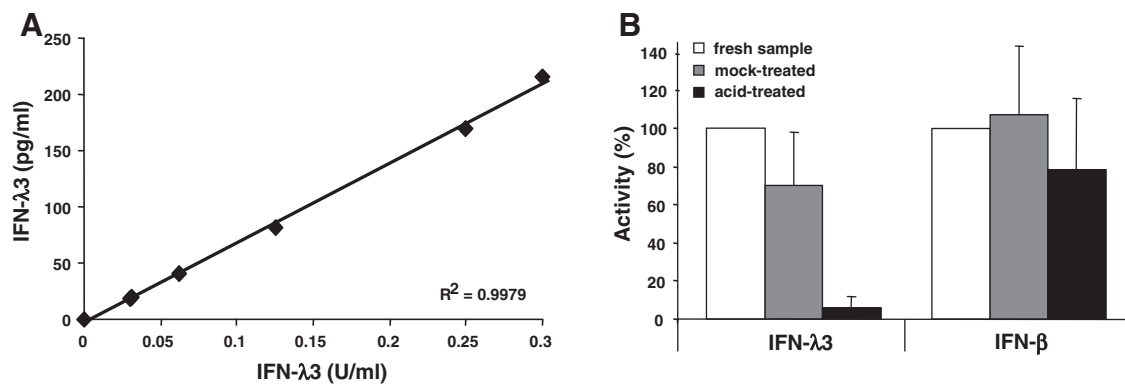 A
250
200
150
100
50
0
IFN-λ3 (pg/ml)
0
0.05
0.1
0.15
0.2
0.25
0.3
IFN-λ3 (U/ml)
R² = 0.9979
B
140
120
100
80
60
40
20
0
Activity (%)
fresh sample
mock-treated
acid-treated
IFN-λ3
IFN-β